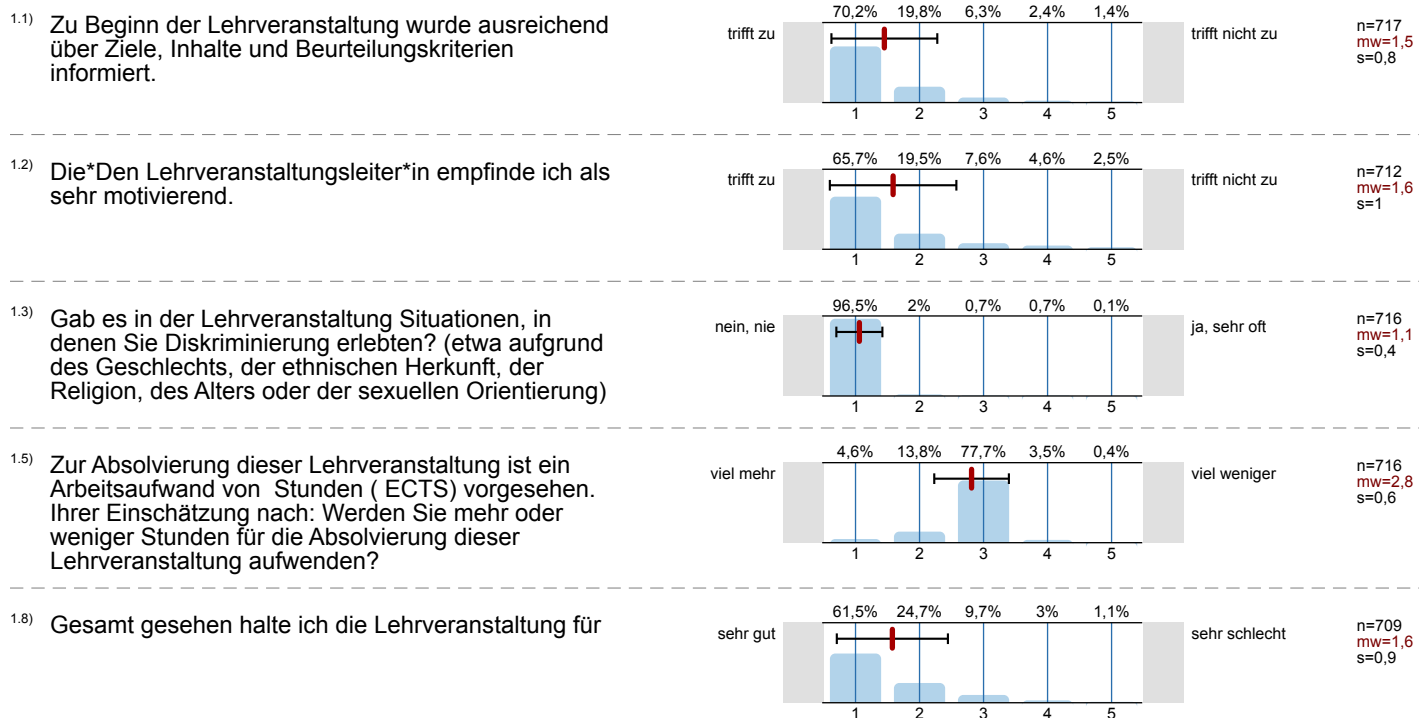 1.1) Zu Beginn der Lehrveranstaltung wurde ausreichend
über Ziele, Inhalte und Beurteilungskriterien
informiert.
trifft zu
70,2% 19,8% 6,3% 2,4% 1,4%
1 2 3 4 5
trifft nicht zu
n=717
mw=1,5
s=0,8
1.2) Die*Den Lehrveranstaltungsleiter*in empfinde ich als
sehr motivierend.
trifft zu
65,7% 19,5% 7,6% 4,6% 2,5%
1 2 3 4 5
trifft nicht zu
n=712
mw=1,6
s=1
1.3) Gab es in der Lehrveranstaltung Situationen, in
denen Sie Diskriminierung erlebten? (etwa aufgrund
des Geschlechts, der ethnischen Herkunft, der
Religion, des Alters oder der sexuellen Orientierung)
nein, nie
96,5% 2% 0,7% 0,7% 0,1%
1 2 3 4 5
ja, sehr oft
n=716
mw=1,1
s=0,4
1.5) Zur Absolvierung dieser Lehrveranstaltung ist ein
Arbeitsaufwand von Stunden ( ECTS) vorgesehen.
Ihrer Einschätzung nach: Werden Sie mehr oder
weniger Stunden für die Absolvierung dieser
Lehrveranstaltung aufwenden?
viel mehr
4,6% 13,8% 77,7% 3,5% 0,4%
1 2 3 4 5
viel weniger
n=716
mw=2,8
s=0,6
1.8) Gesamt gesehen halte ich die Lehrveranstaltung für
sehr gut
61,5% 24,7% 9,7% 3% 1,1%
1 2 3 4 5
sehr schlecht
n=709
mw=1,6
s=0,9